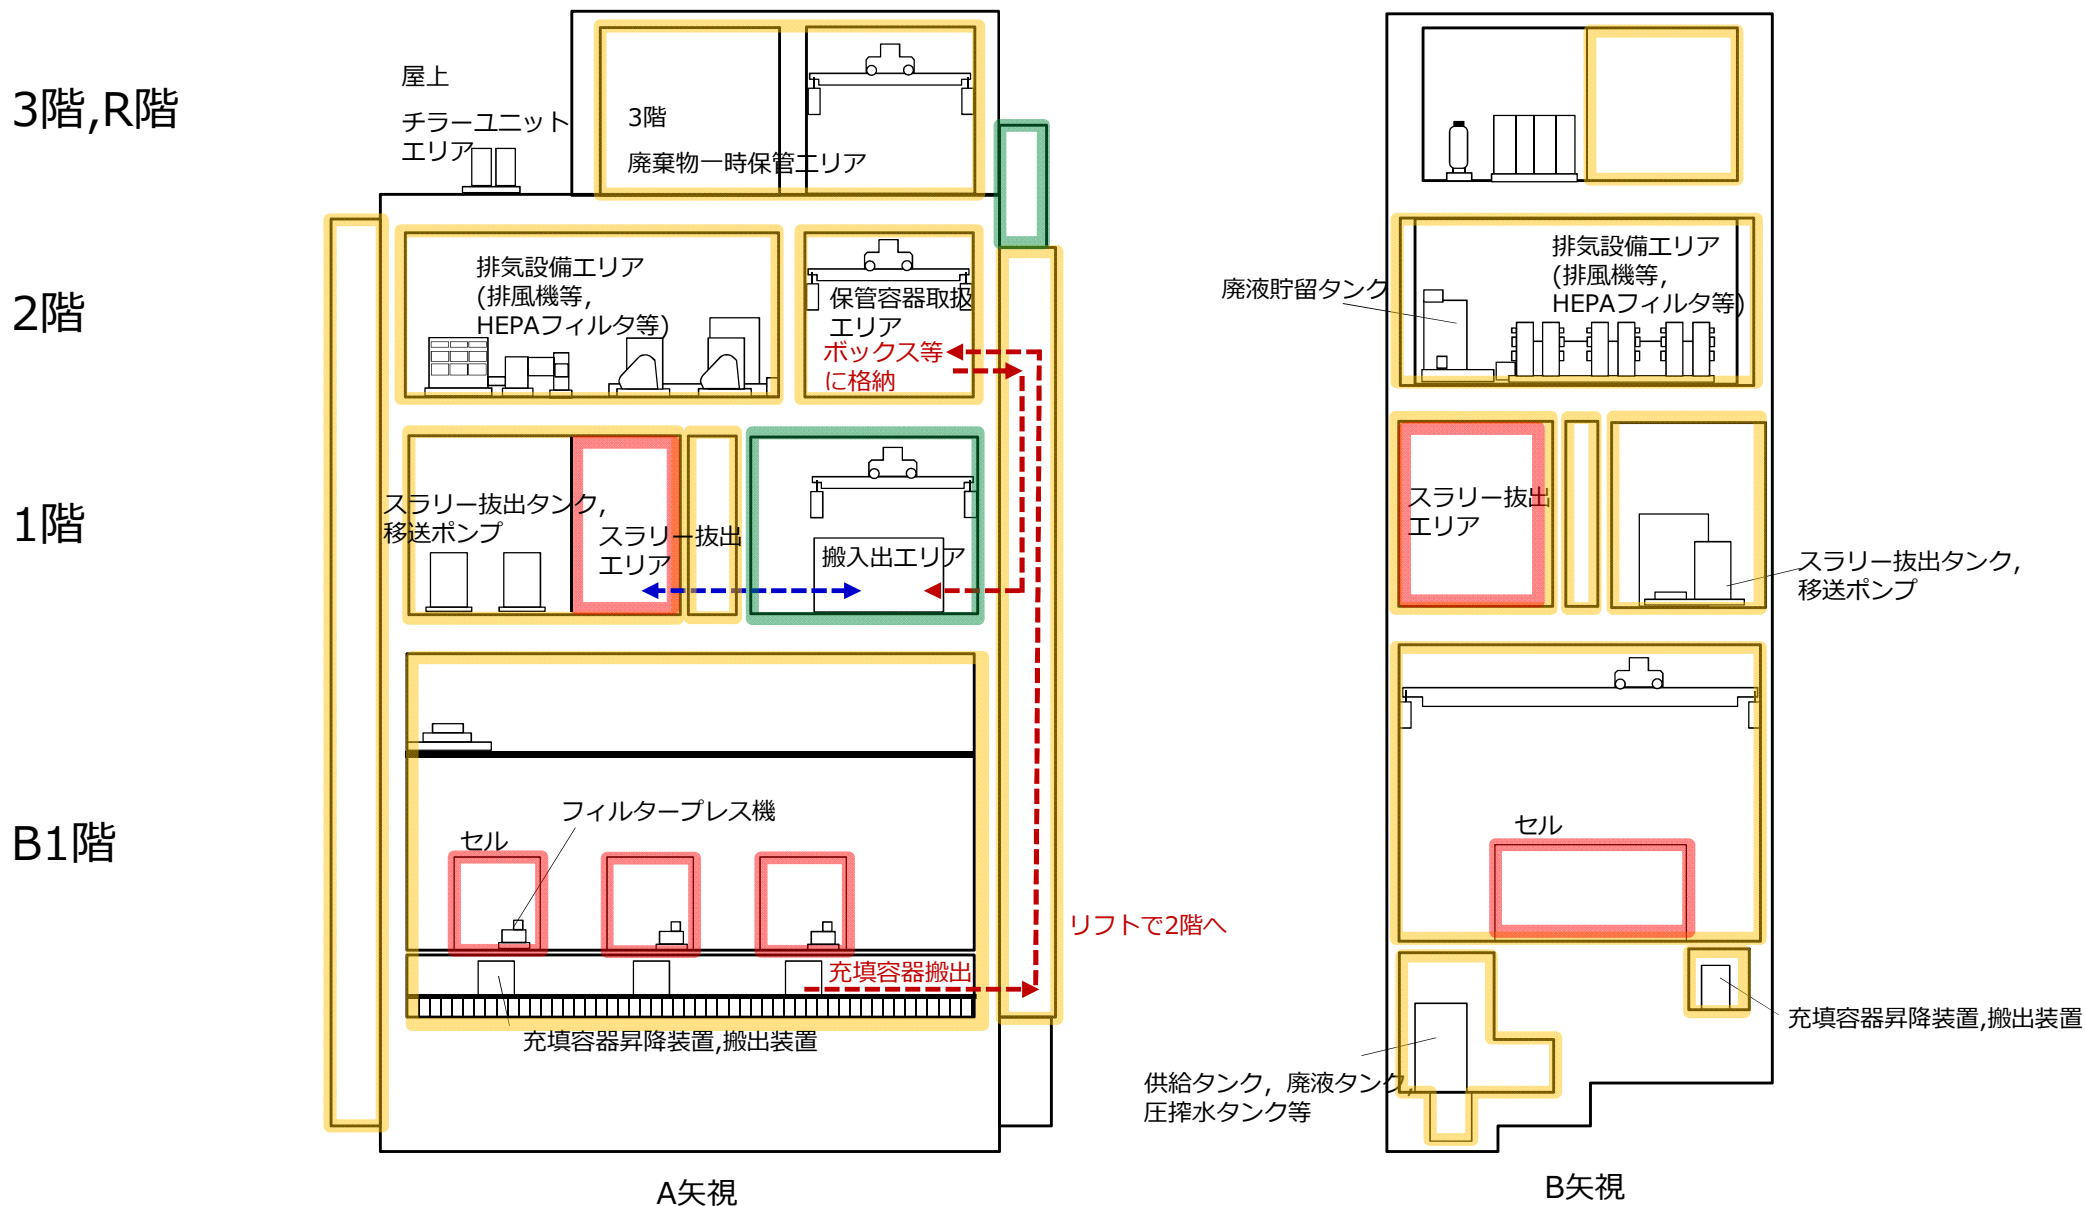 3階,R階
屋上
チラーユニット
エリア
3階
廃棄物一時保管エリア
2階
排気設備エリア
(排風機等,
HEPAフィルタ等)
保管容器取扱
エリア
ボックス等
に格納
廃液貯留タンク
排気設備エリア
(排風機等,
HEPAフィルタ等)
1階
スラリー抜出タンク,
移送ポンプ
スラリー抜出
エリア
搬入出エリア
スラリー抜出
エリア
スラリー抜出タンク,
移送ポンプ
B1階
フィルタープレス機
セル
セル
リフトで2階へ
充填容器搬出
充填容器昇降装置,搬出装置
充填容器昇降装置,搬出装置
供給タンク, 廃液タンク,
圧搾水タンク等
A矢視
B矢視